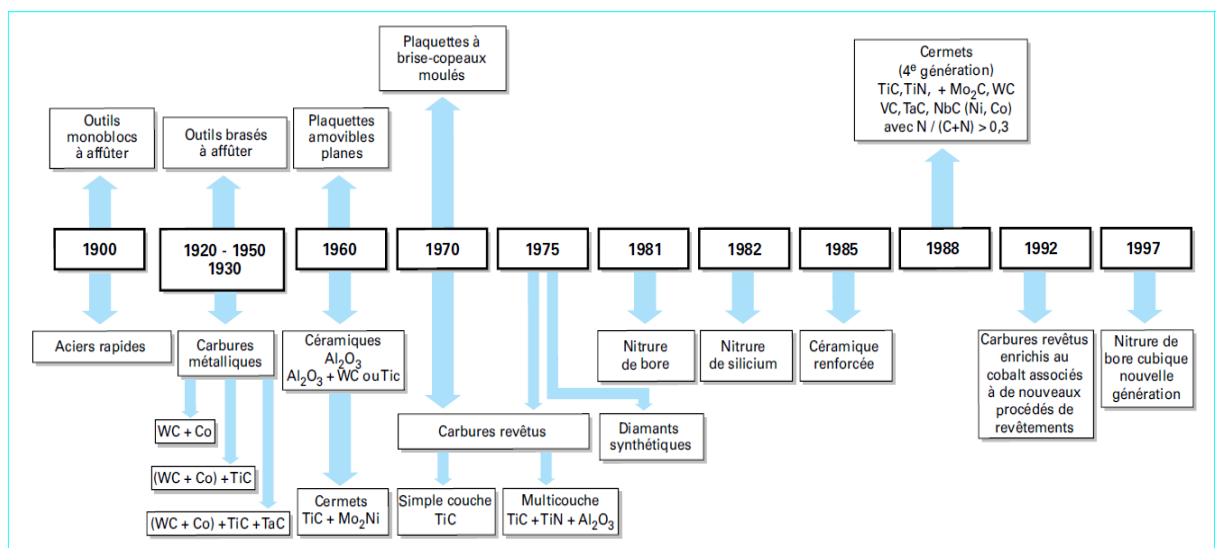 Plaquettes à
brise-copeaux
moulés
Cermets
(4e génération)
TiC,TiN, + Mo2C, WC
VC, TaC, NbC (Ni, Co)
avec N / (C+N) > 0,3
Outils
monoblocs
à affûter
Outils brasés
à affûter
Plaquettes
amovibles
planes
1900
1920 - 1950
1930
1960
1970
1975
1981
1982
1985
1988
1992
1997
Aciers rapides
Carbures
métalliques
Céramiques
Al2O3
Al2O3 + WC ouTic
Nitrure
de bore
Nitrure
de silicium
Céramique
renforcée
Carbures revêtus
enrichis au
cobalt associés
à de nouveaux
procédés de
revêtements
Nitrure de
bore cubique
nouvelle
génération
WC + Co
Carbures revêtus
Diamants
synthétiques
(WC + Co) +TiC
(WC + Co) +TiC +TaC
Cermets
TiC + Mo2Ni
Simple couche
TiC
Multicouche
TiC +TiN + Al2O3